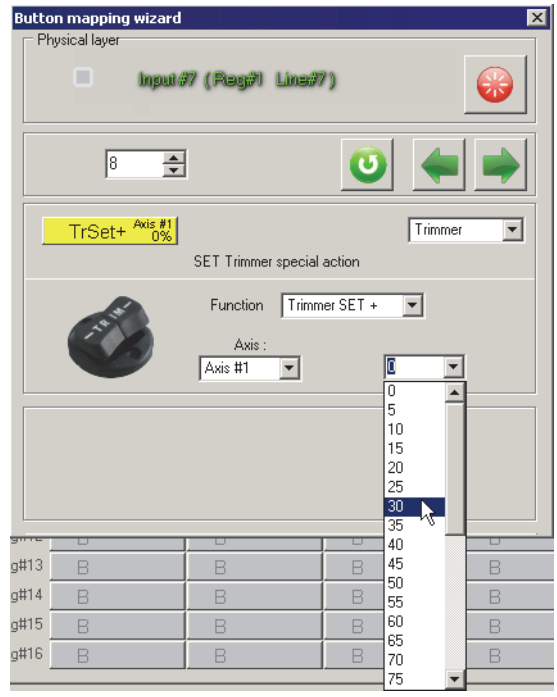 Button mapping wizard
Physical layer
Input#7 (Reg#1 Line#7)
8
TrSet+ Axis #1 0%
Trimmer
SET Trimmer special action
Function Trimmer SET +
TRIM
Axis :
Axis #1 0
0
5
10
15
20
25
30
35
40
45
50
55
60
65
70
75
g#12 B B B B
g#13 B B B B
g#14 B B B B
g#15 B B B B
g#16 B B B B